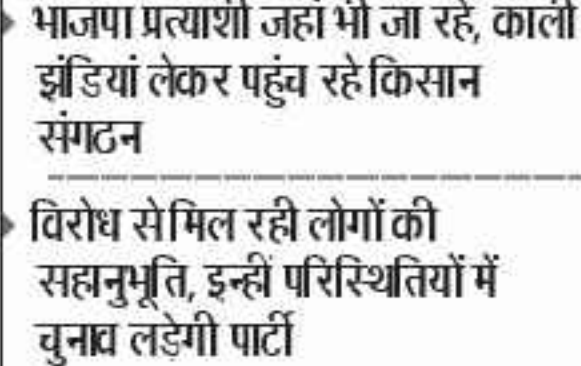 भाजपा प्रत्याशी जहां भी जा रहे, काली
झंडियां लेकर पहुंच रहे किसान
संगठन
विरोध से मिल रही लोगों की
सहानुभूति, इन्हीं परिस्थितियों में
चुनाव लड़ेगी पार्टी